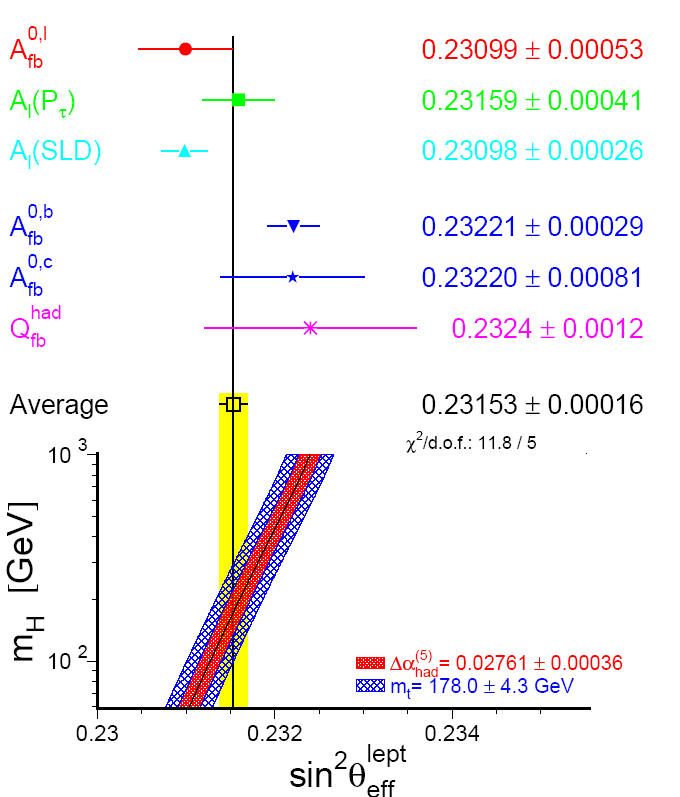 A_fb^0,l 0.23099 ± 0.00053
A_l(P_τ) 0.23159 ± 0.00041
A_l(SLD) 0.23098 ± 0.00026
A_fb^0,b 0.23221 ± 0.00029
A_fb^0,c 0.23220 ± 0.00081
Q_fb^had 0.2324 ± 0.0012
Average 0.23153 ± 0.00016
χ²/d.o.f.: 11.8 / 5
10³
10²
m_H [GeV]
Δα_had^(5)= 0.02761 ± 0.00036
m_t= 178.0 ± 4.3 GeV
0.23 0.232 0.234
sin²θ_eff^lept